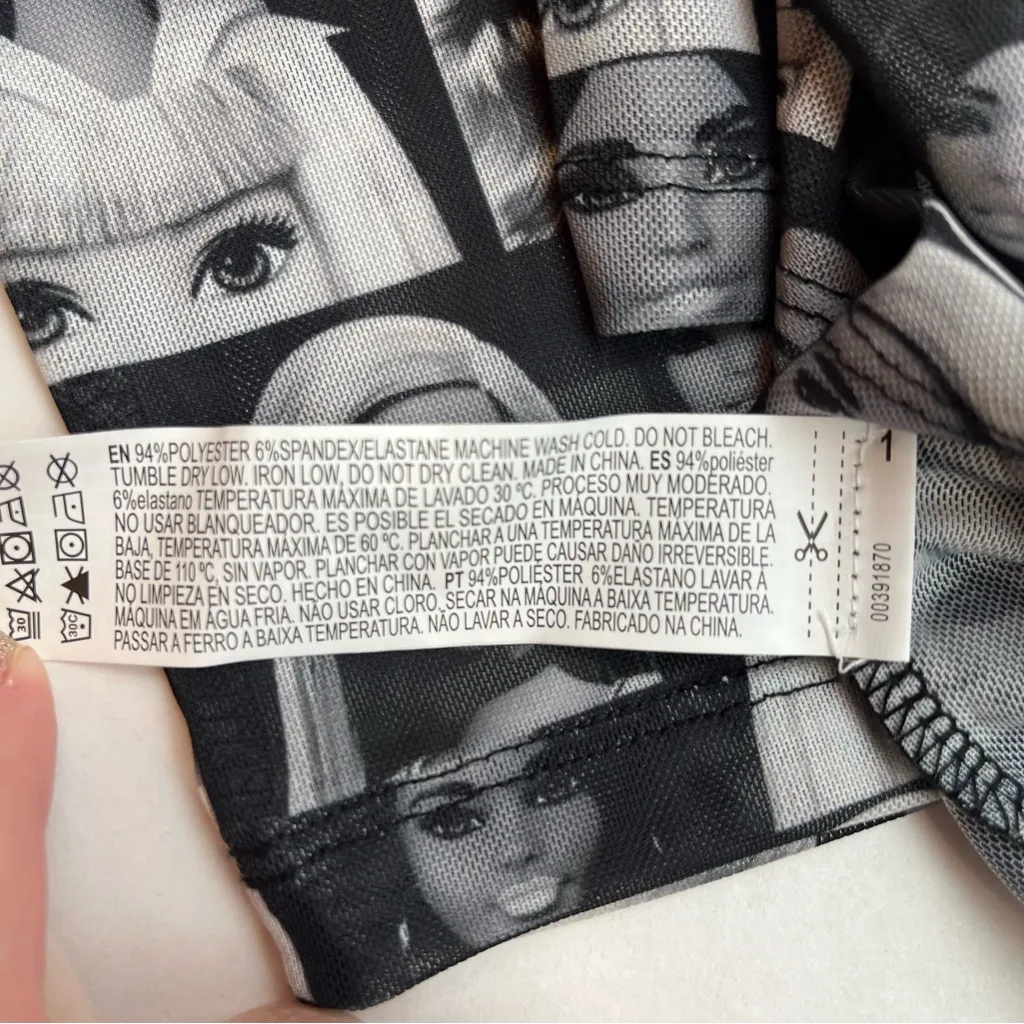 EN 94%POLYESTER 6%SPANDEX/ELASTANE MACHINE WASH COLD. DO NOT BLEACH.
TUMBLE DRY LOW. IRON LOW, DO NOT DRY CLEAN. MADE IN CHINA. ES 94%poliéster
6%elastano TEMPERATURA MÁXIMA DE LAVADO 30 ºC. PROCESO MUY MODERADO.
NO USAR BLANQUEADOR. ES POSIBLE EL SECADO EN MÁQUINA. TEMPERATURA
BAJA, TEMPERATURA MÁXIMA DE 60 ºC. PLANCHAR A UNA TEMPERATURA MÁXIMA DE LA
BASE DE 110 ºC, SIN VAPOR. PLANCHAR CON VAPOR PUEDE CAUSAR DAÑO IRREVERSIBLE.
NO LIMPIEZA EN SECO. HECHO EN CHINA. PT 94%POLIÉSTER 6%ELASTANO LAVAR À
MÁQUINA EM ÁGUA FRIA. NÃO USAR CLORO. SECAR NA MÁQUINA A BAIXA TEMPERATURA.
PASSAR A FERRO A BAIXA TEMPERATURA. NÃO LAVAR A SECO. FABRICADO NA CHINA.
1
00391870
30
30C